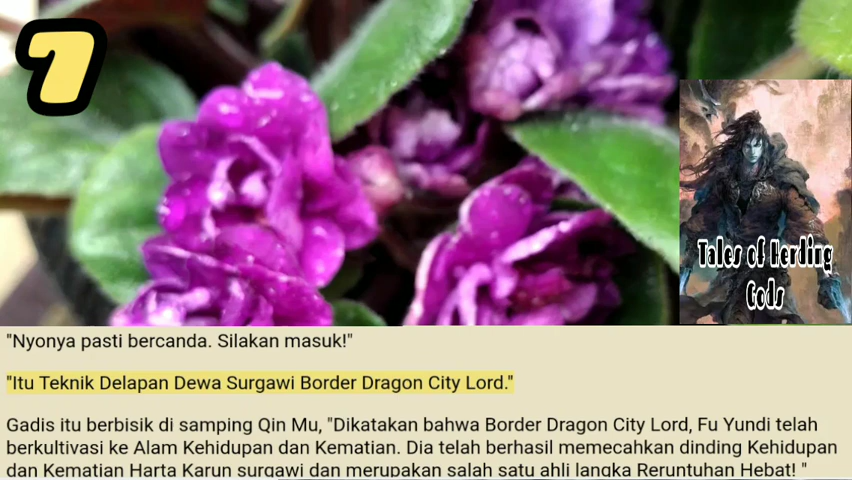 7
Tales of Herding
Gods
"Nyonya pasti bercanda. Silakan masuk!"
"Itu Teknik Delapan Dewa Surgawi Border Dragon City Lord."
Gadis itu berbisik di samping Qin Mu, "Dikatakan bahwa Border Dragon City Lord, Fu Yundi telah
berkultivasi ke Alam Kehidupan dan Kematian. Dia telah berhasil memecahkan dinding Kehidupan
dan Kematian Harta Karun surgawi dan merupakan salah satu ahli langka Reruntuhan Hebat! "